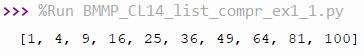 >>> %Run BMMP_CL14_list_compr_ex1_1.py
[1, 4, 9, 16, 25, 36, 49, 64, 81, 100]